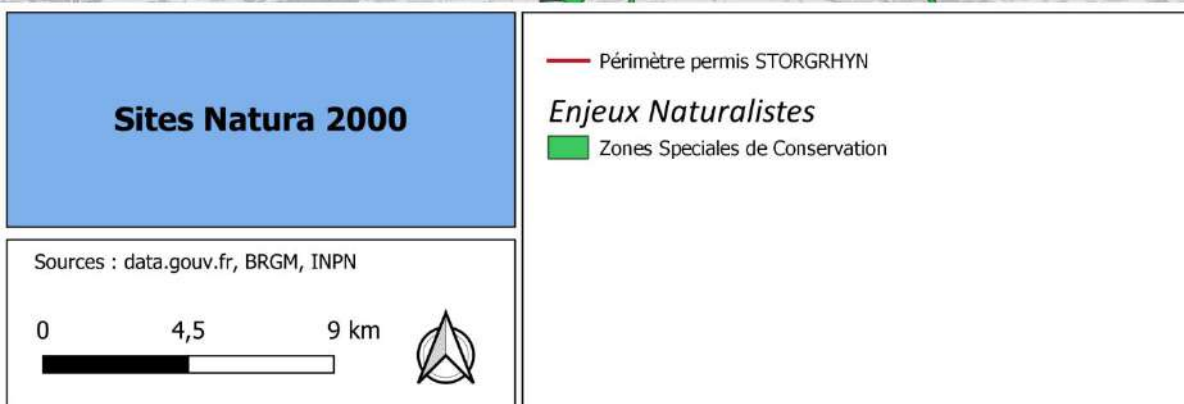 Sites Natura 2000
Périmètre permis STORGRHYN
Enjeux Naturalistes
Zones Speciales de Conservation
Sources : data.gouv.fr, BRGM, INPN
0 4,5 9 km